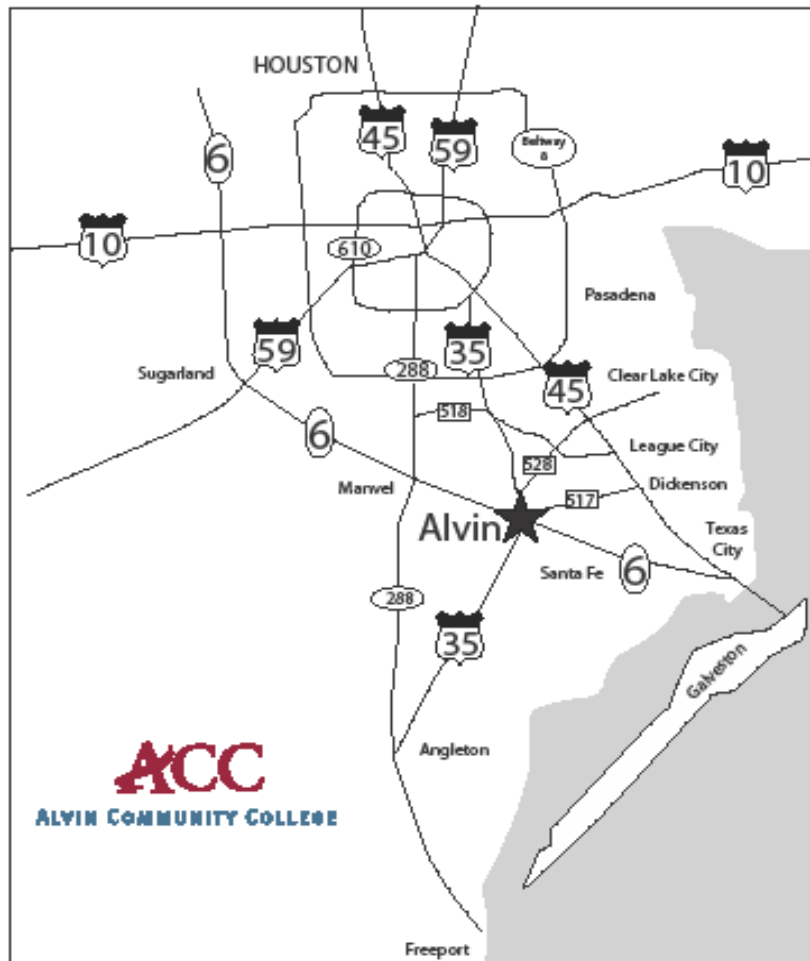 HOUSTON
45
59
Beltway
8
6
10
10
610
Pasadena
59
35
288
Sugarland
45
Clear Lake City
518
6
League City
528
Manvel
Dickenson
517
Alvin
Texas
City
Santa Fe
6
288
35
Galveston
Angleton
ACC
ALVIN COMMUNITY COLLEGE
Freeport